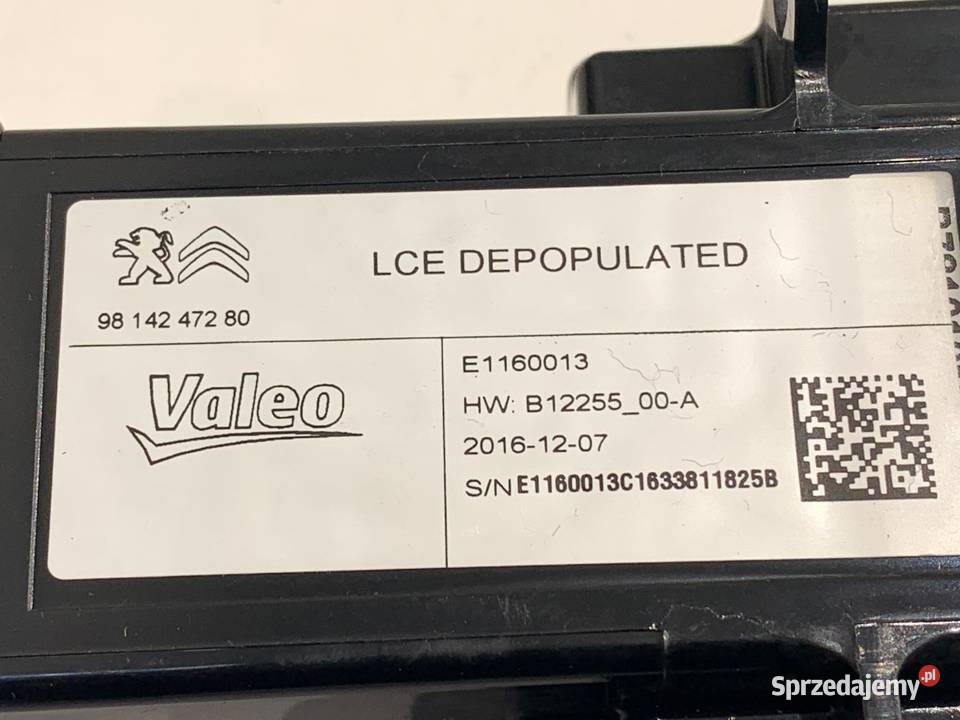 LCE DEPOPULATED
98 142 472 80
Valeo
E1160013
HW: B12255_00-A
2016-12-07
S/N E1160013C1633811825B
Sprzedajemy.pl